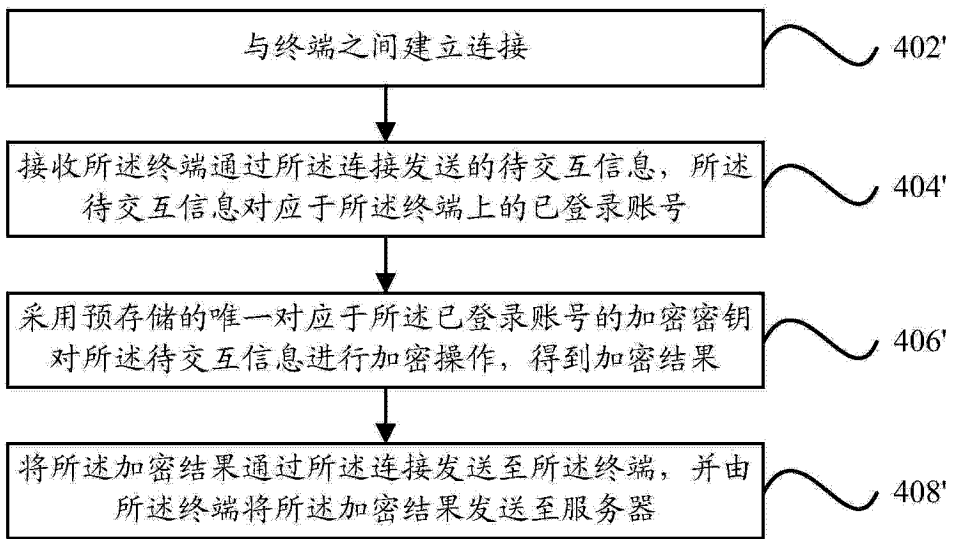 与终端之间建立连接
402'
接收所述终端通过所述连接发送的待交互信息，所述
待交互信息对应于所述终端上的已登录账号
404'
采用预存储的唯一对应于所述已登录账号的加密密钥
对所述待交互信息进行加密操作，得到加密结果
406'
将所述加密结果通过所述连接发送至所述终端，并由
所述终端将所述加密结果发送至服务器
408'